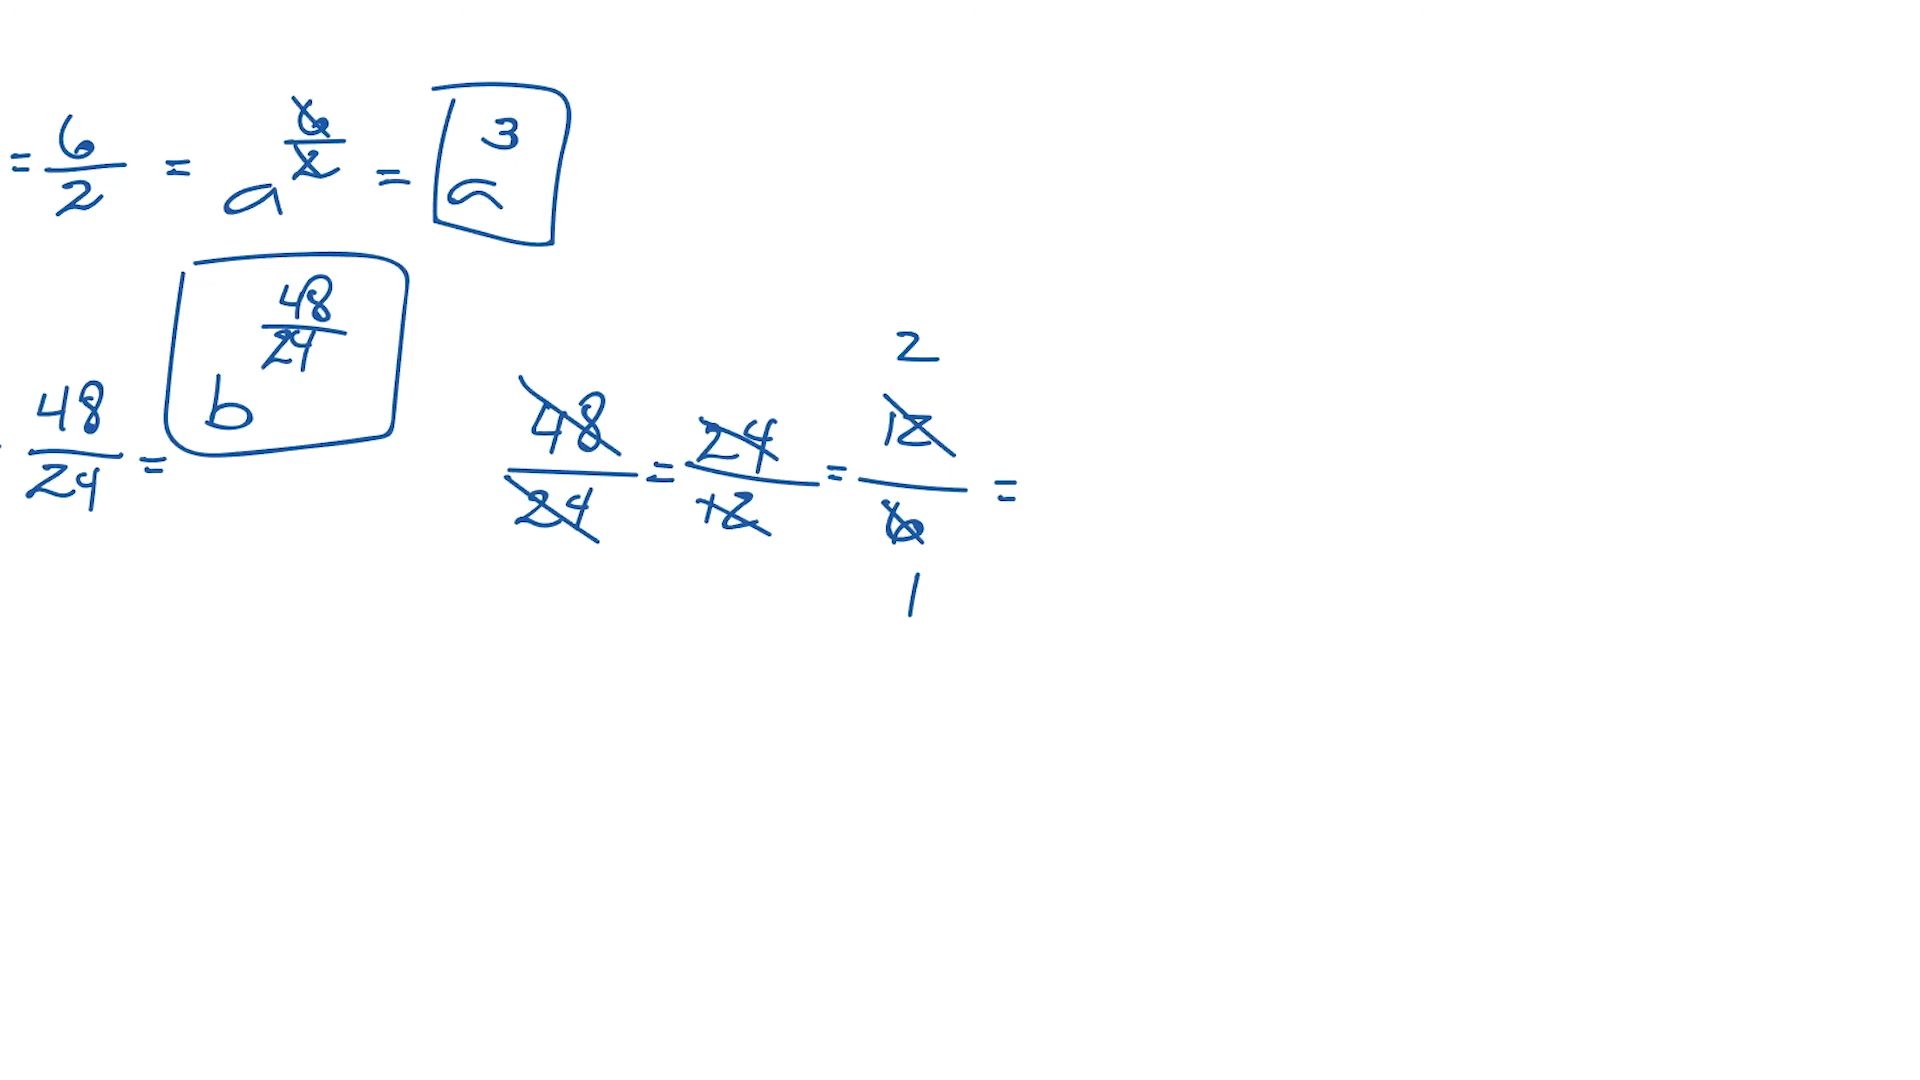 = 6/2 = a^(6/2) = a^3
48/24 = b^(48/24)
48/24 = 24/12 = 12/6 =
2
1